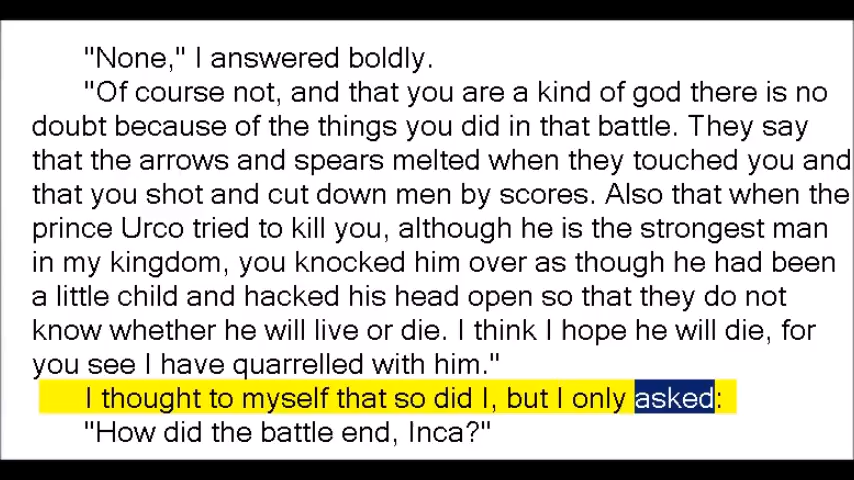 "None," I answered boldly.
"Of course not, and that you are a kind of god there is no
doubt because of the things you did in that battle. They say
that the arrows and spears melted when they touched you and
that you shot and cut down men by scores. Also that when the
prince Urco tried to kill you, although he is the strongest man
in my kingdom, you knocked him over as though he had been
a little child and hacked his head open so that they do not
know whether he will live or die. I think I hope he will die, for
you see I have quarrelled with him."
I thought to myself that so did I, but I only asked:
"How did the battle end, Inca?"